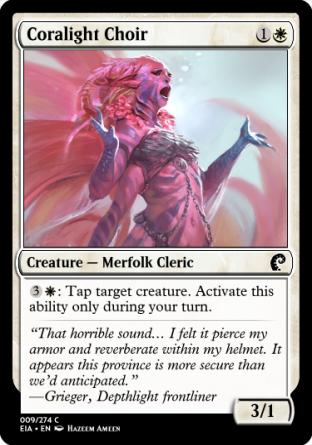 Coralight Choir 1
Creature — Merfolk Cleric
3: Tap target creature. Activate this
ability only during your turn.
“That horrible sound… I felt it pierce my
armor and reverberate within my helmet. It
appears this province is more secure than
we’d anticipated.”
—Grieger, Depthlight frontliner
3/1
009/274 C
EIA • EN Hazeem Ameen